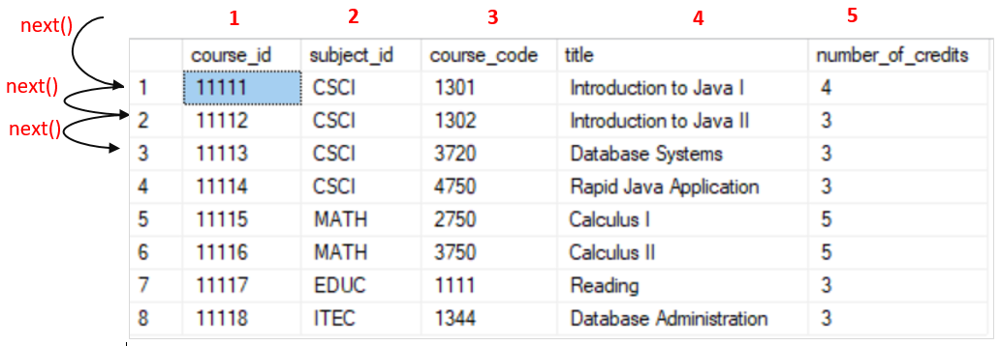 next() 1 2 3 4 5
course_id subject_id course_code title number_of_credits
next() 1 11111 CSCI 1301 Introduction to Java I 4
2 11112 CSCI 1302 Introduction to Java II 3
next() 3 11113 CSCI 3720 Database Systems 3
4 11114 CSCI 4750 Rapid Java Application 3
5 11115 MATH 2750 Calculus I 5
6 11116 MATH 3750 Calculus II 5
7 11117 EDUC 1111 Reading 3
8 11118 ITEC 1344 Database Administration 3